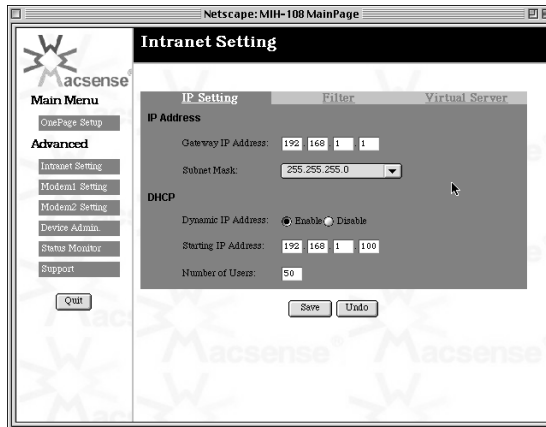 Netscape: MIH-108 MainPage
Macsense
Intranet Setting
Main Menu
OnePage Setup
Advanced
Intranet Setting
Modem1 Setting
Modem2 Setting
Device Admin.
Status Monitor
Support
Quit
IP Setting Filter Virtual Server
IP Address
Gateway IP Address: 192 . 168 . 1 . 1
Subnet Mask: 255.255.255.0
DHCP
Dynamic IP Address: Enable Disable
Starting IP Address: 192 . 168 . 1 . 100
Number of Users: 50
Save Undo
Macsense Macsense